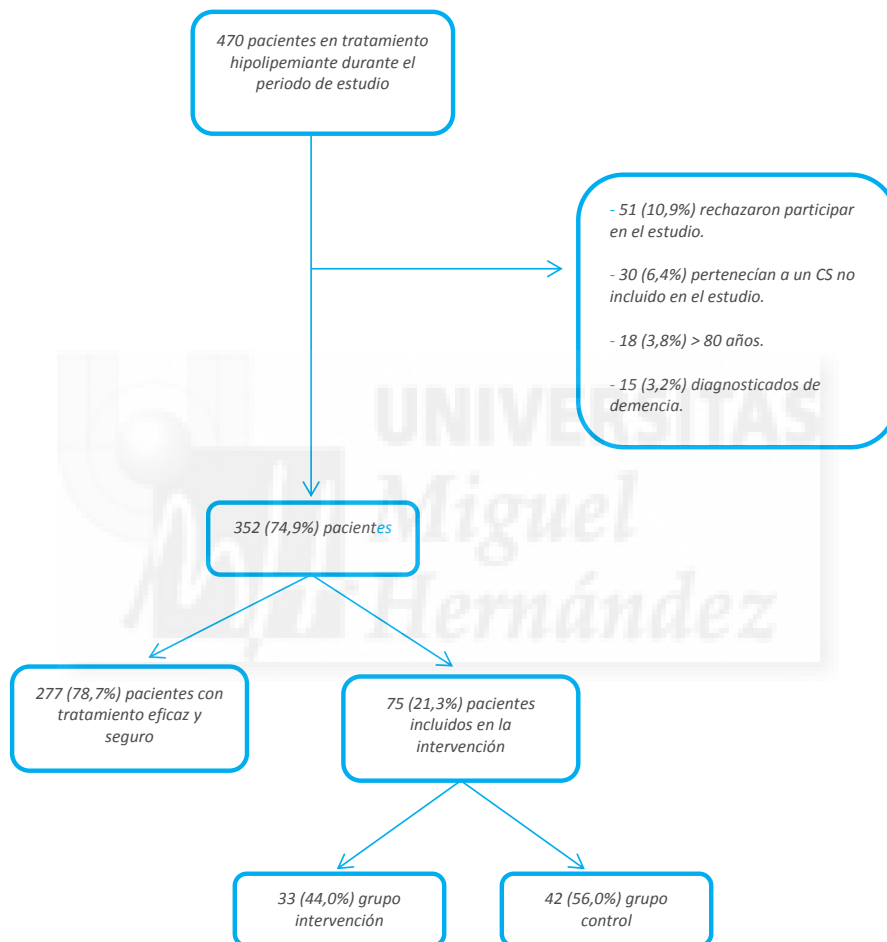 470 pacientes en tratamiento
hipolipemiante durante el
periodo de estudio
- 51 (10,9%) rechazaron participar
en el estudio.
- 30 (6,4%) pertenecían a un CS no
incluido en el estudio.
- 18 (3,8%) > 80 años.
- 15 (3,2%) diagnosticados de
demencia.
UNIVERSITAS
Miguel
Hernández
352 (74,9%) pacientes
277 (78,7%) pacientes con
tratamiento eficaz y
seguro
75 (21,3%) pacientes
incluidos en la
intervención
33 (44,0%) grupo
intervención
42 (56,0%) grupo
control